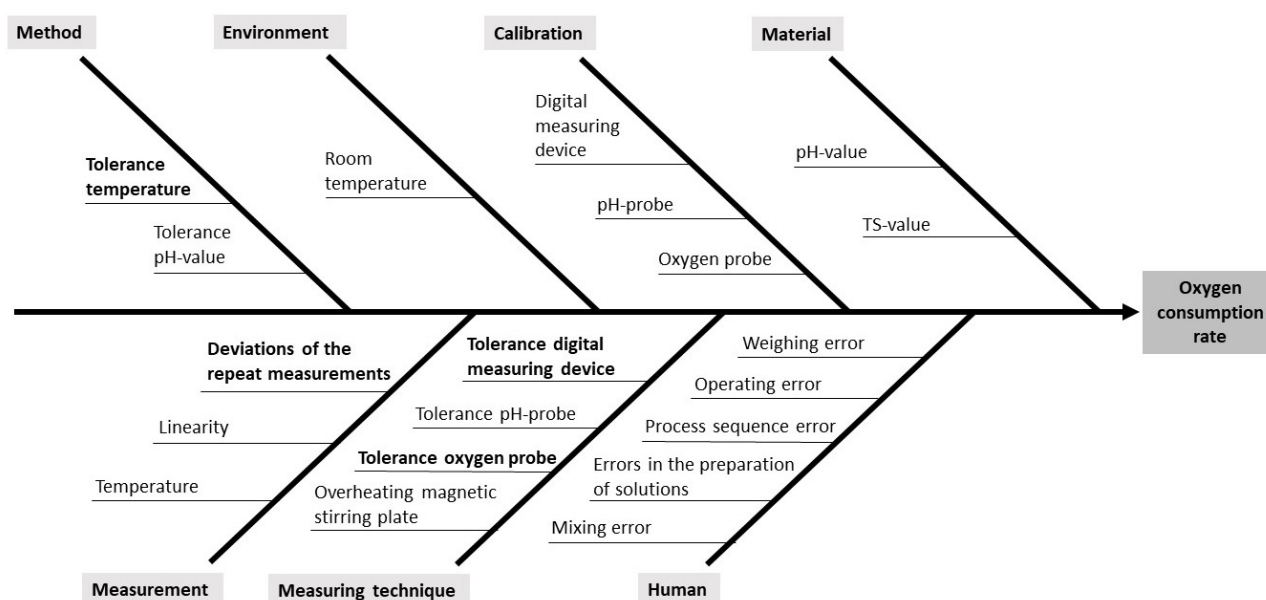 Method
Environment
Calibration
Material
Tolerance
temperature
Tolerance
pH-value
Room
temperature
Digital
measuring
device
pH-probe
Oxygen probe
pH-value
TS-value
Oxygen
consumption
rate
Deviations of the
repeat measurements
Linearity
Temperature
Tolerance digital
measuring device
Tolerance pH-probe
Tolerance oxygen probe
Overheating magnetic
stirring plate
Weighing error
Operating error
Process sequence error
Errors in the preparation
of solutions
Mixing error
Measurement
Measuring technique
Human